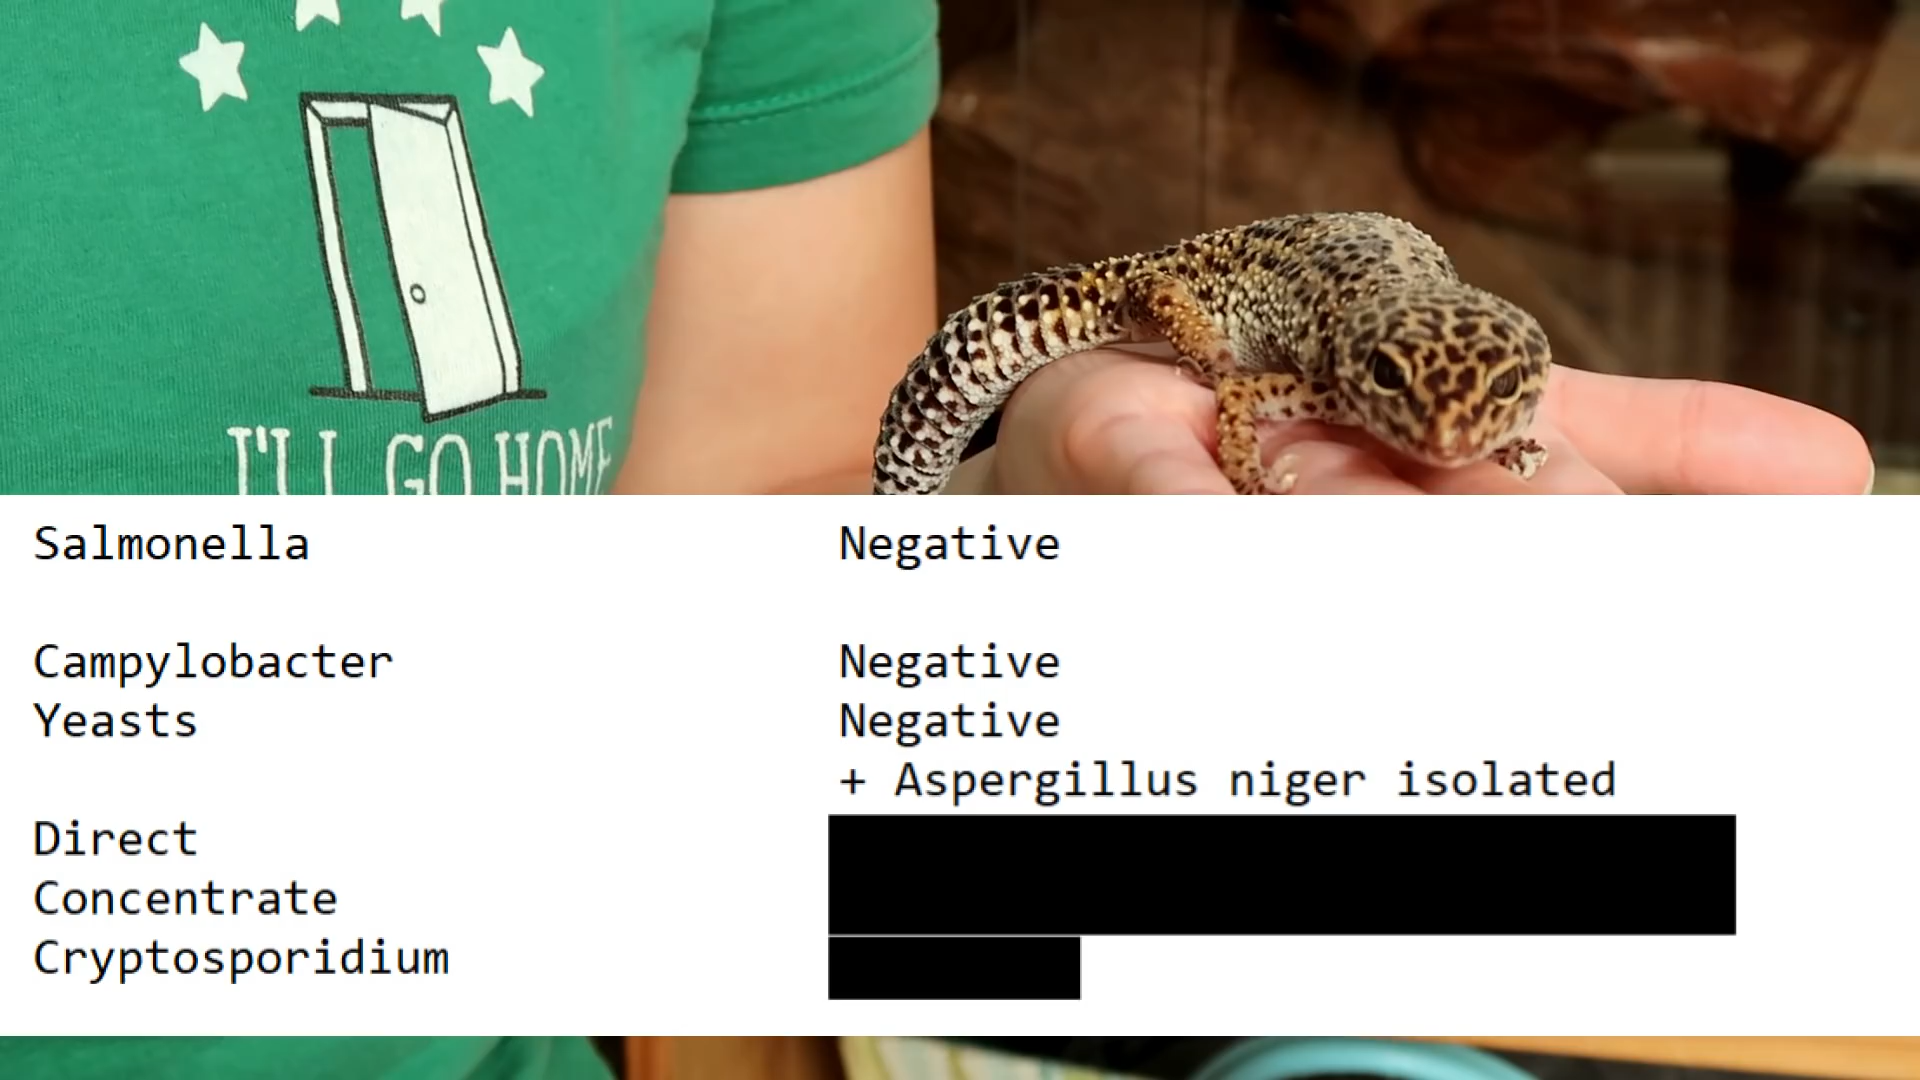 I'LL GO HOME
Salmonella Negative
Campylobacter Negative
Yeasts Negative
+ Aspergillus niger isolated
Direct
Concentrate
Cryptosporidium